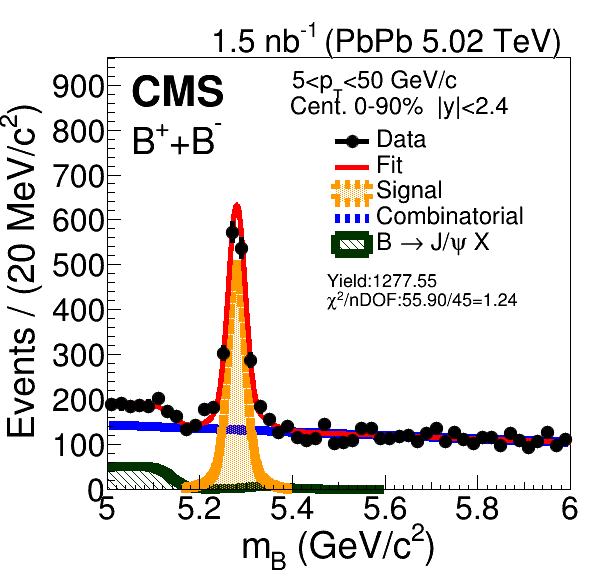 1.5 nb⁻¹ (PbPb 5.02 TeV)
Events / (20 MeV/c²)
900
800
700
600
500
400
300
200
100
0
CMS
B⁺+B⁻
5<p_T<50 GeV/c
Cent. 0-90% |y|<2.4
Data
Fit
Signal
Combinatorial
B → J/ψ X
Yield:1277.55
χ²/nDOF:55.90/45=1.24
5 5.2 5.4 5.6 5.8 6
m_B (GeV/c²)